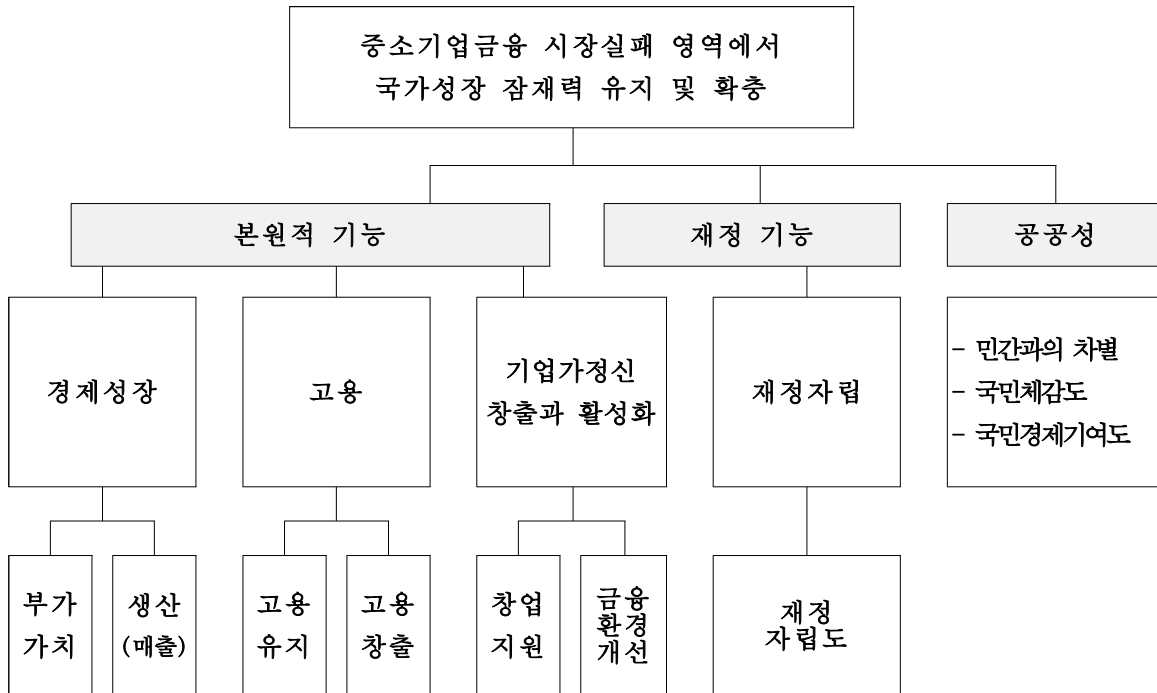 중소기업금융 시장실패 영역에서
국가성장 잠재력 유지 및 확충
본원적 기능
재정 기능
공공성
경제성장
고용
기업가정신
창출과 활성화
재정자립
- 민간과의 차별
- 국민체감도
- 국민경제기여도
부가
가치
생산
(매출)
고용
유지
고용
창출
창업
지원
금융
환경
개선
재정
자립도